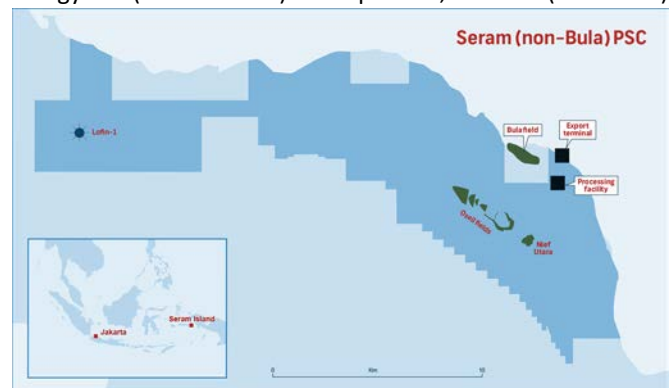 Seram (non-Bula) PSC
Lofin-1
Bula field
Export
terminal
Processing
facility
Oseil fields
Nief
Utara
Seram Island
Jakarta
0 Km 10